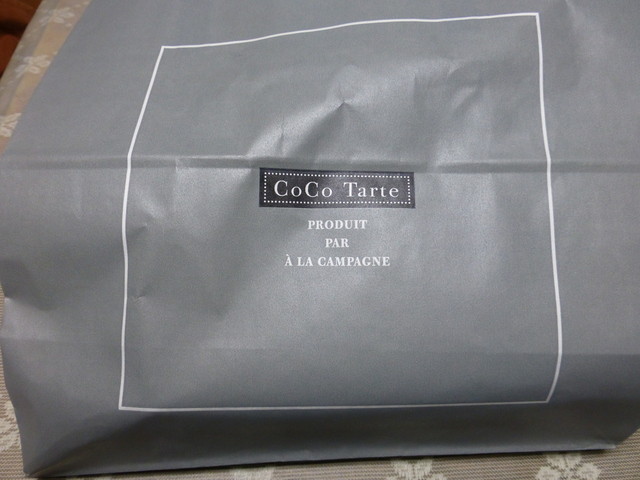 CoCo Tarte
PRODUIT
PAR
À LA CAMPAGNE